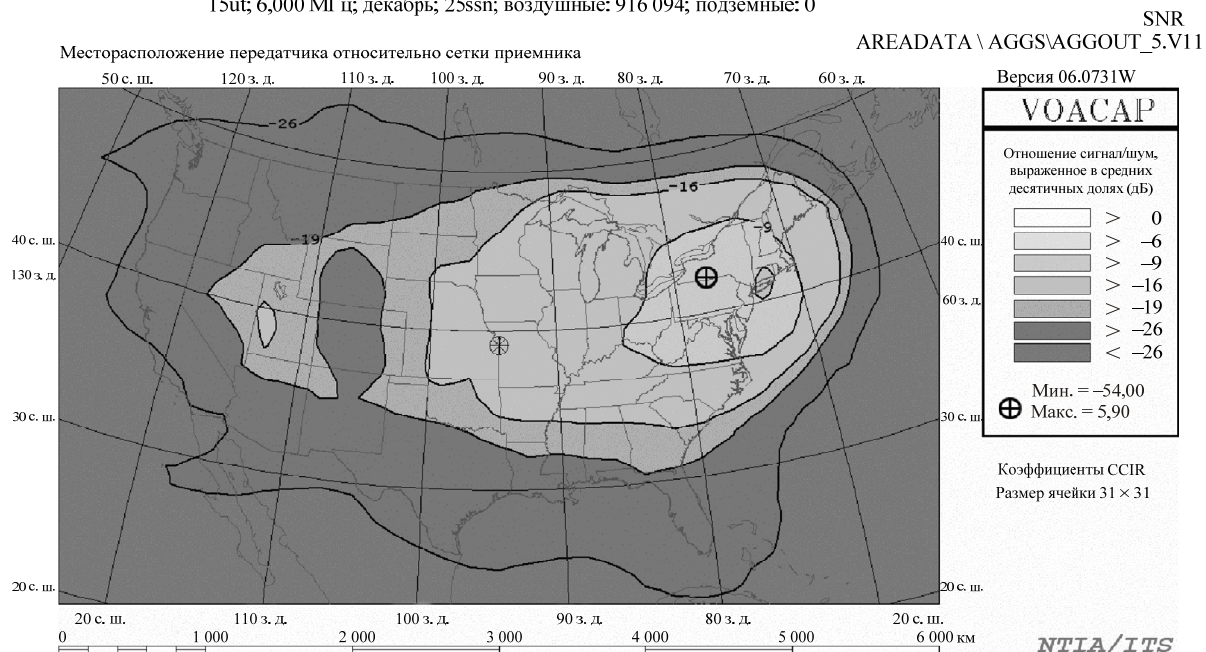 15ut; 6,000 МГц; декабрь; 25ssn; воздушные: 916 094; подземные: 0
SNR
AREADATA \ AGGS\AGGOUT_5.V11
Месторасположение передатчика относительно сетки приемника
Версия 06.0731W
50 с. ш. 120 з. д. 110 з. д. 100 з. д. 90 з. д. 80 з. д. 70 з. д. 60 з. д.
VOACAP
Отношение сигнал/шум,
выраженное в средних
десятичных долях (дБ)
> 0
> –6
> –9
> –16
> –19
> –26
< –26
Мин. = –54,00
Макс. = 5,90
Коэффициенты CCIR
Размер ячейки 31 × 31
-26
-16
-9
-19
40 с. ш. 40 с. ш.
130 з. д. 60 з. д.
30 с. ш. 30 с. ш.
20 с. ш. 20 с. ш.
20 с. ш. 110 з. д. 100 з. д. 90 з. д. 80 з. д. 20 с. ш.
0 1 000 2 000 3 000 4 000 5 000 6 000 км
NTIA/ITS